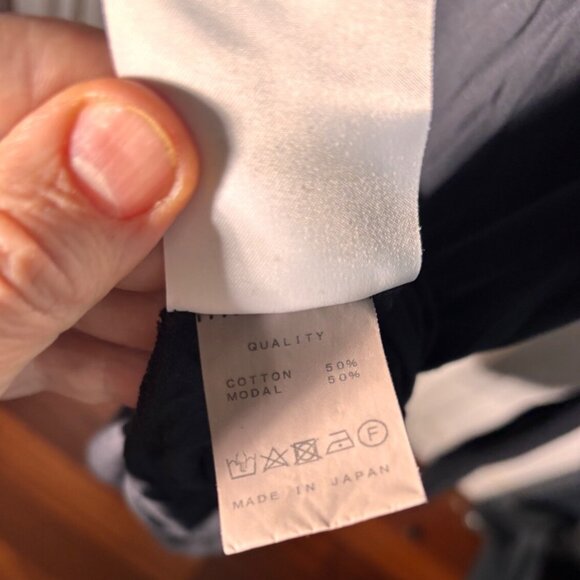 QUALITY
COTTON 50%
MODAL 50%
F
MADE IN JAPAN